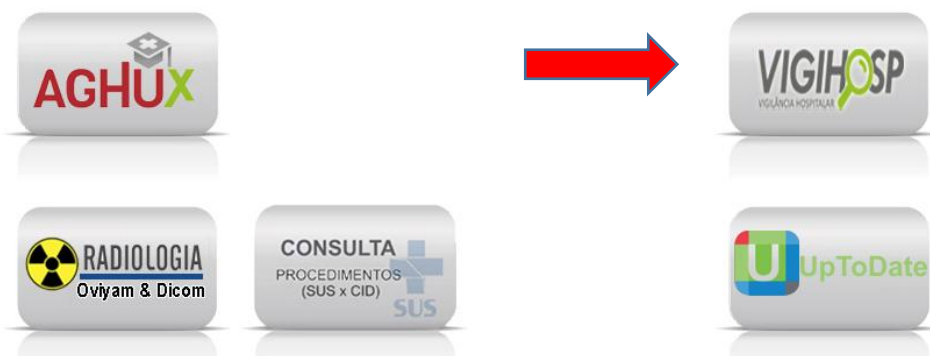 AGHUX
VIGIHOSP
VIGILÂNCIA HOSPITALAR
RADIOLOGIA
Oviyam & Dicom
CONSULTA
PROCEDIMENTOS
(SUS x CID)
SUS
U UpToDate